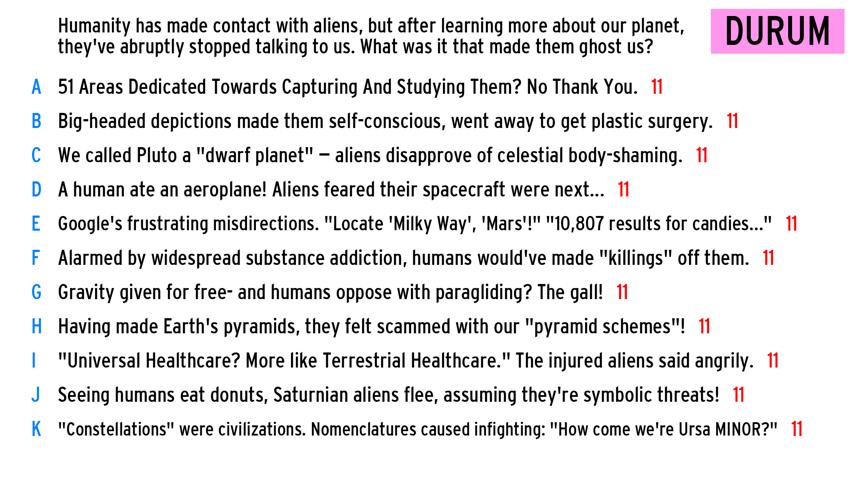 Humanity has made contact with aliens, but after learning more about our planet,
they've abruptly stopped talking to us. What was it that made them ghost us?
DURUM
A 51 Areas Dedicated Towards Capturing And Studying Them? No Thank You. 11
B Big-headed depictions made them self-conscious, went away to get plastic surgery. 11
C We called Pluto a "dwarf planet" – aliens disapprove of celestial body-shaming. 11
D A human ate an aeroplane! Aliens feared their spacecraft were next... 11
E Google's frustrating misdirections. "Locate 'Milky Way', 'Mars'!" "10,807 results for candies..." 11
F Alarmed by widespread substance addiction, humans would've made "killings" off them. 11
G Gravity given for free- and humans oppose with paragliding? The gall! 11
H Having made Earth's pyramids, they felt scammed with our "pyramid schemes"! 11
I "Universal Healthcare? More like Terrestrial Healthcare." The injured aliens said angrily. 11
J Seeing humans eat donuts, Saturnian aliens flee, assuming they're symbolic threats! 11
K "Constellations" were civilizations. Nomenclatures caused infighting: "How come we're Ursa MINOR?" 11